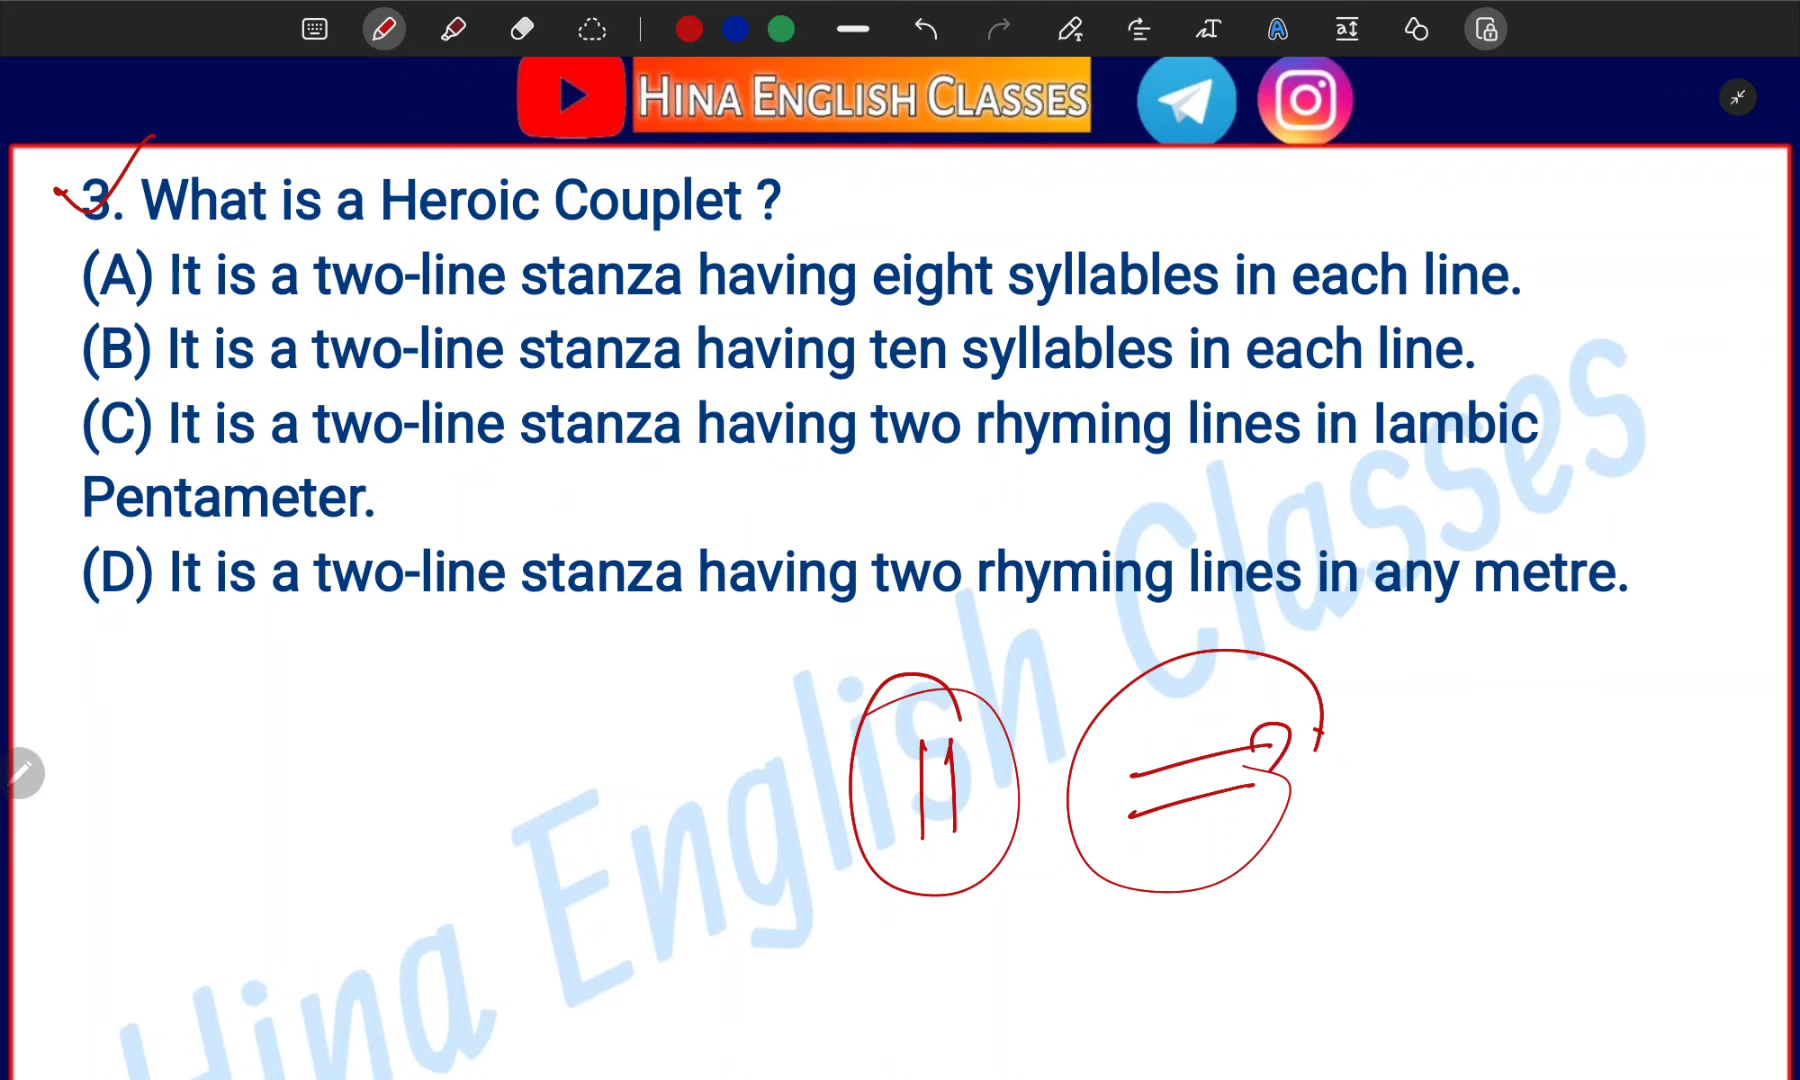 HINA ENGLISH CLASSES
3. What is a Heroic Couplet ?
(A) It is a two-line stanza having eight syllables in each line.
(B) It is a two-line stanza having ten syllables in each line.
(C) It is a two-line stanza having two rhyming lines in Iambic
Pentameter.
(D) It is a two-line stanza having two rhyming lines in any metre.
Hina English Classes